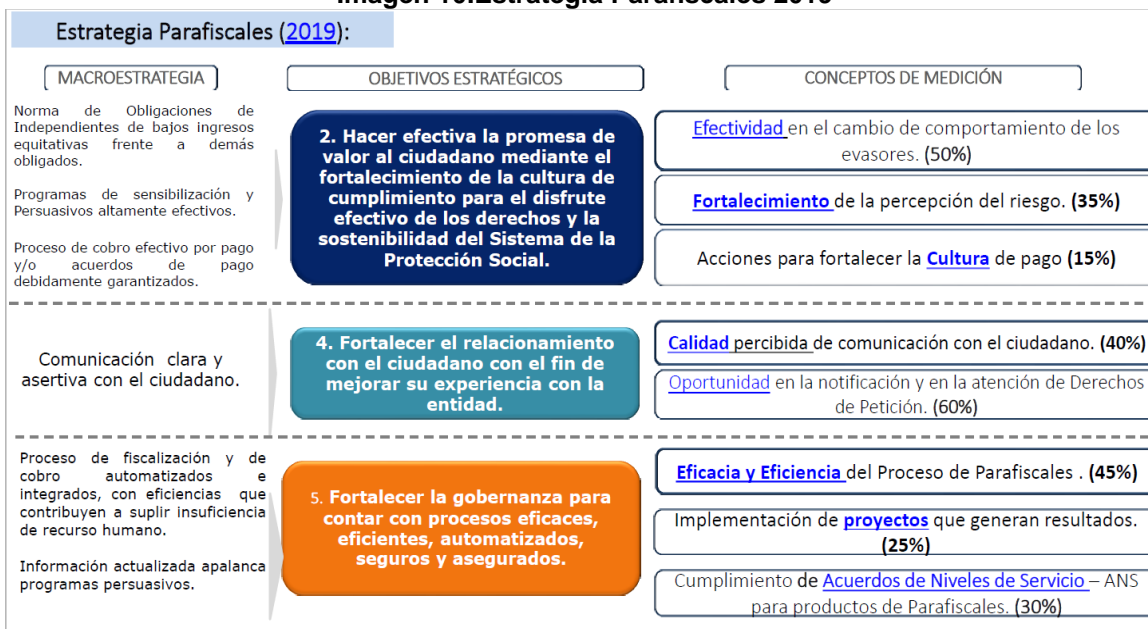 Estrategia Parafiscales (2019):
MACROESTRATEGIA
OBJETIVOS ESTRATÉGICOS
CONCEPTOS DE MEDICIÓN
Norma de Obligaciones de
Independientes de bajos ingresos
equitativas frente a demás
obligados.
Programas de sensibilización y
Persuasivos altamente efectivos.
Proceso de cobro efectivo por pago
y/o acuerdos de pago
debidamente garantizados.
2. Hacer efectiva la promesa de
valor al ciudadano mediante el
fortalecimiento de la cultura de
cumplimiento para el disfrute
efectivo de los derechos y la
sostenibilidad del Sistema de la
Protección Social.
Efectividad en el cambio de comportamiento de los
evasores. (50%)
Fortalecimiento de la percepción del riesgo. (35%)
Acciones para fortalecer la Cultura de pago (15%)
Comunicación clara y
asertiva con el ciudadano.
4. Fortalecer el relacionamiento
con el ciudadano con el fin de
mejorar su experiencia con la
entidad.
Calidad percibida de comunicación con el ciudadano. (40%)
Oportunidad en la notificación y en la atención de Derechos
de Petición. (60%)
Proceso de fiscalización y de
cobro automatizados e
integrados, con eficiencias que
contribuyen a suplir insuficiencia
de recurso humano.
Información actualizada apalanca
programas persuasivos.
5. Fortalecer la gobernanza para
contar con procesos eficaces,
eficientes, automatizados,
seguros y asegurados.
Eficacia y Eficiencia del Proceso de Parafiscales . (45%)
Implementación de proyectos que generan resultados.
(25%)
Cumplimiento de Acuerdos de Niveles de Servicio – ANS
para productos de Parafiscales. (30%)